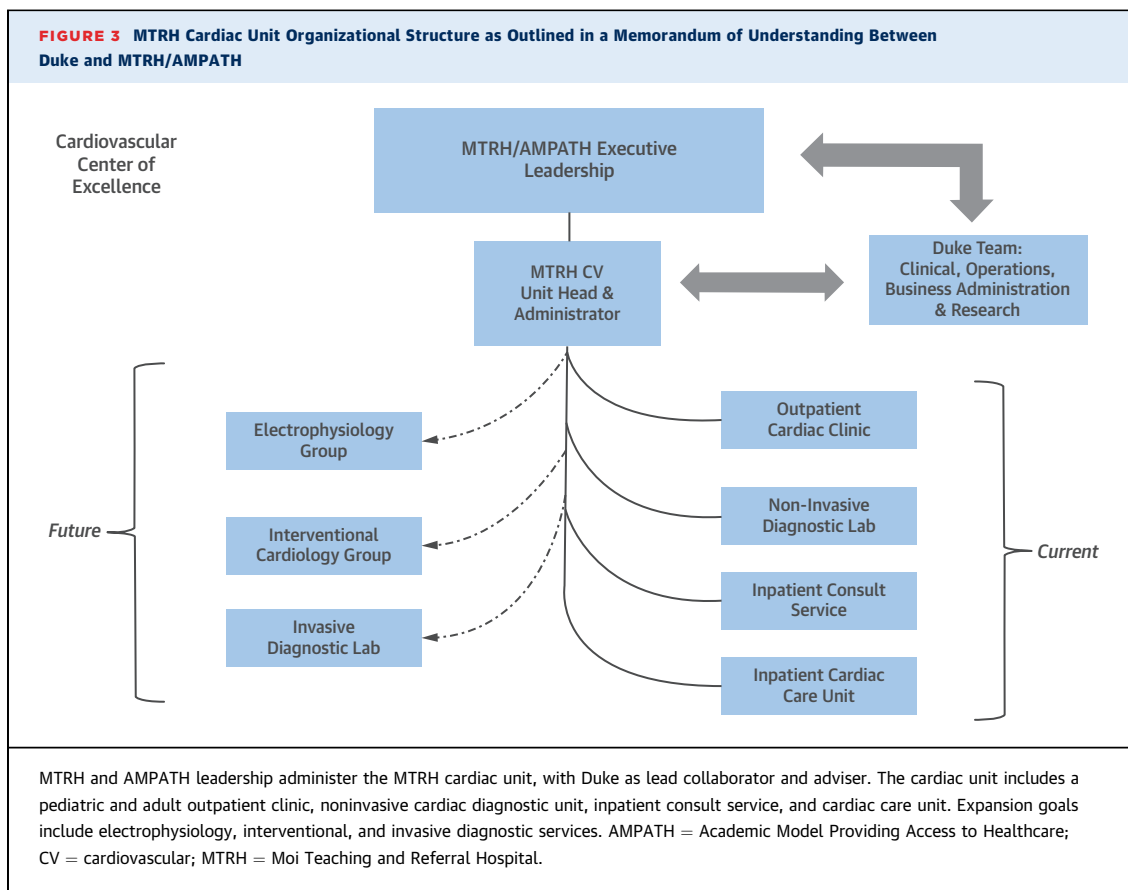 FIGURE 3 MTRH Cardiac Unit Organizational Structure as Outlined in a Memorandum of Understanding Between
Duke and MTRH/AMPATH
Cardiovascular
Center of
Excellence
MTRH/AMPATH Executive
Leadership
MTRH CV
Unit Head &
Administrator
Duke Team:
Clinical, Operations,
Business Administration
& Research
Future
Electrophysiology
Group
Interventional
Cardiology Group
Invasive
Diagnostic Lab
Outpatient
Cardiac Clinic
Non-Invasive
Diagnostic Lab
Inpatient Consult
Service
Inpatient Cardiac
Care Unit
Current
MTRH and AMPATH leadership administer the MTRH cardiac unit, with Duke as lead collaborator and adviser. The cardiac unit includes a
pediatric and adult outpatient clinic, noninvasive cardiac diagnostic unit, inpatient consult service, and cardiac care unit. Expansion goals
include electrophysiology, interventional, and invasive diagnostic services. AMPATH = Academic Model Providing Access to Healthcare;
CV = cardiovascular; MTRH = Moi Teaching and Referral Hospital.